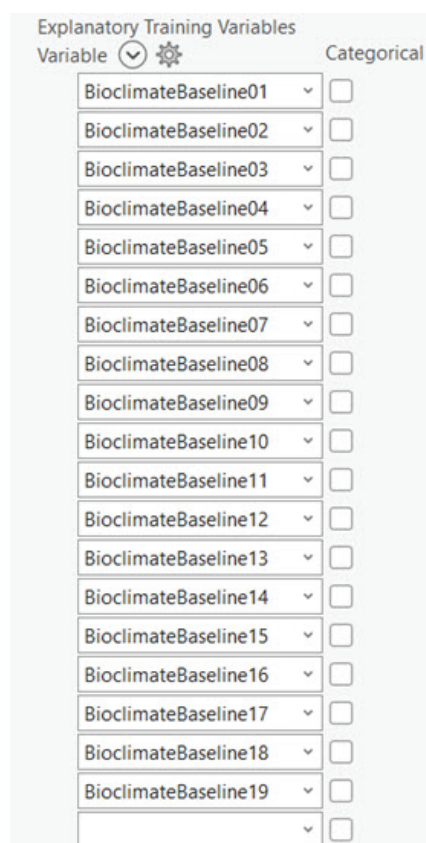 Explanatory Training Variables
Variable Categorical
BioclimateBaseline01
BioclimateBaseline02
BioclimateBaseline03
BioclimateBaseline04
BioclimateBaseline05
BioclimateBaseline06
BioclimateBaseline07
BioclimateBaseline08
BioclimateBaseline09
BioclimateBaseline10
BioclimateBaseline11
BioclimateBaseline12
BioclimateBaseline13
BioclimateBaseline14
BioclimateBaseline15
BioclimateBaseline16
BioclimateBaseline17
BioclimateBaseline18
BioclimateBaseline19